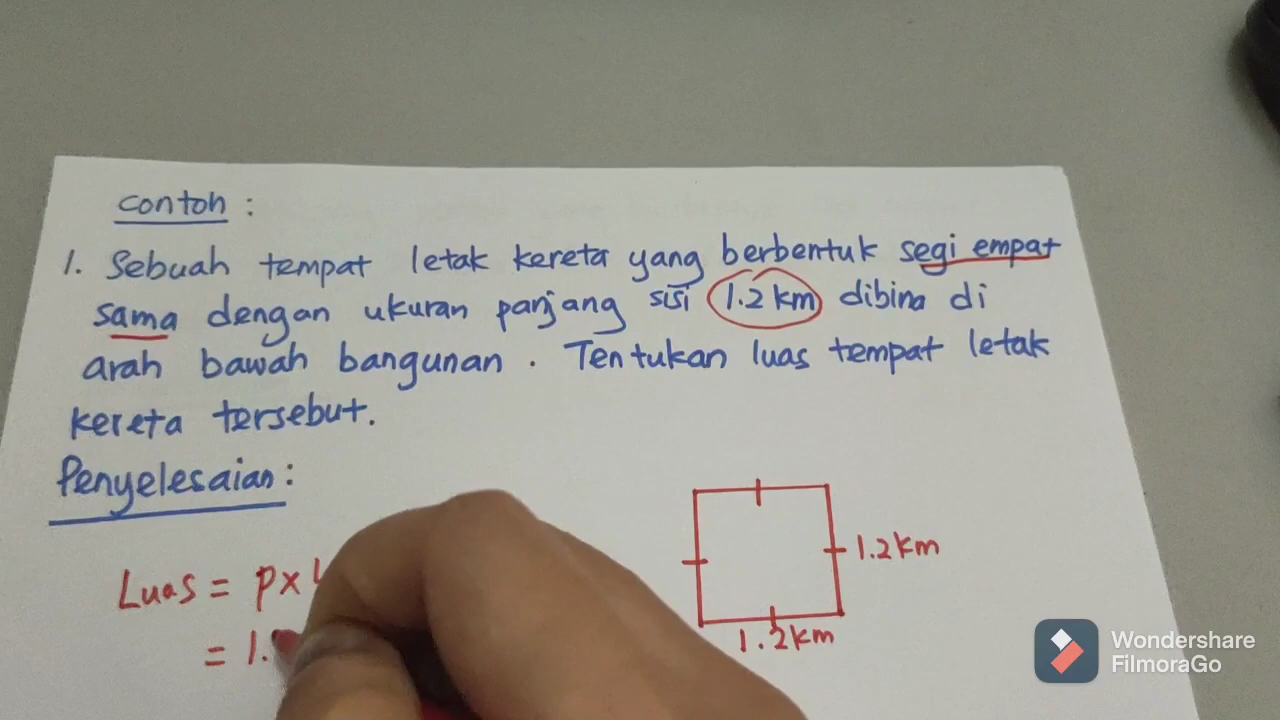 Contoh :
1. Sebuah tempat letak kereta yang berbentuk segi empat
sama dengan ukuran panjang sisi 1.2 km dibina di
arah bawah bangunan. Tentukan luas tempat letak
kereta tersebut.
Penyelesaian :
Luas = p x
= 1.
1.2 km
1.2 km
Wondershare
FilmoraGo